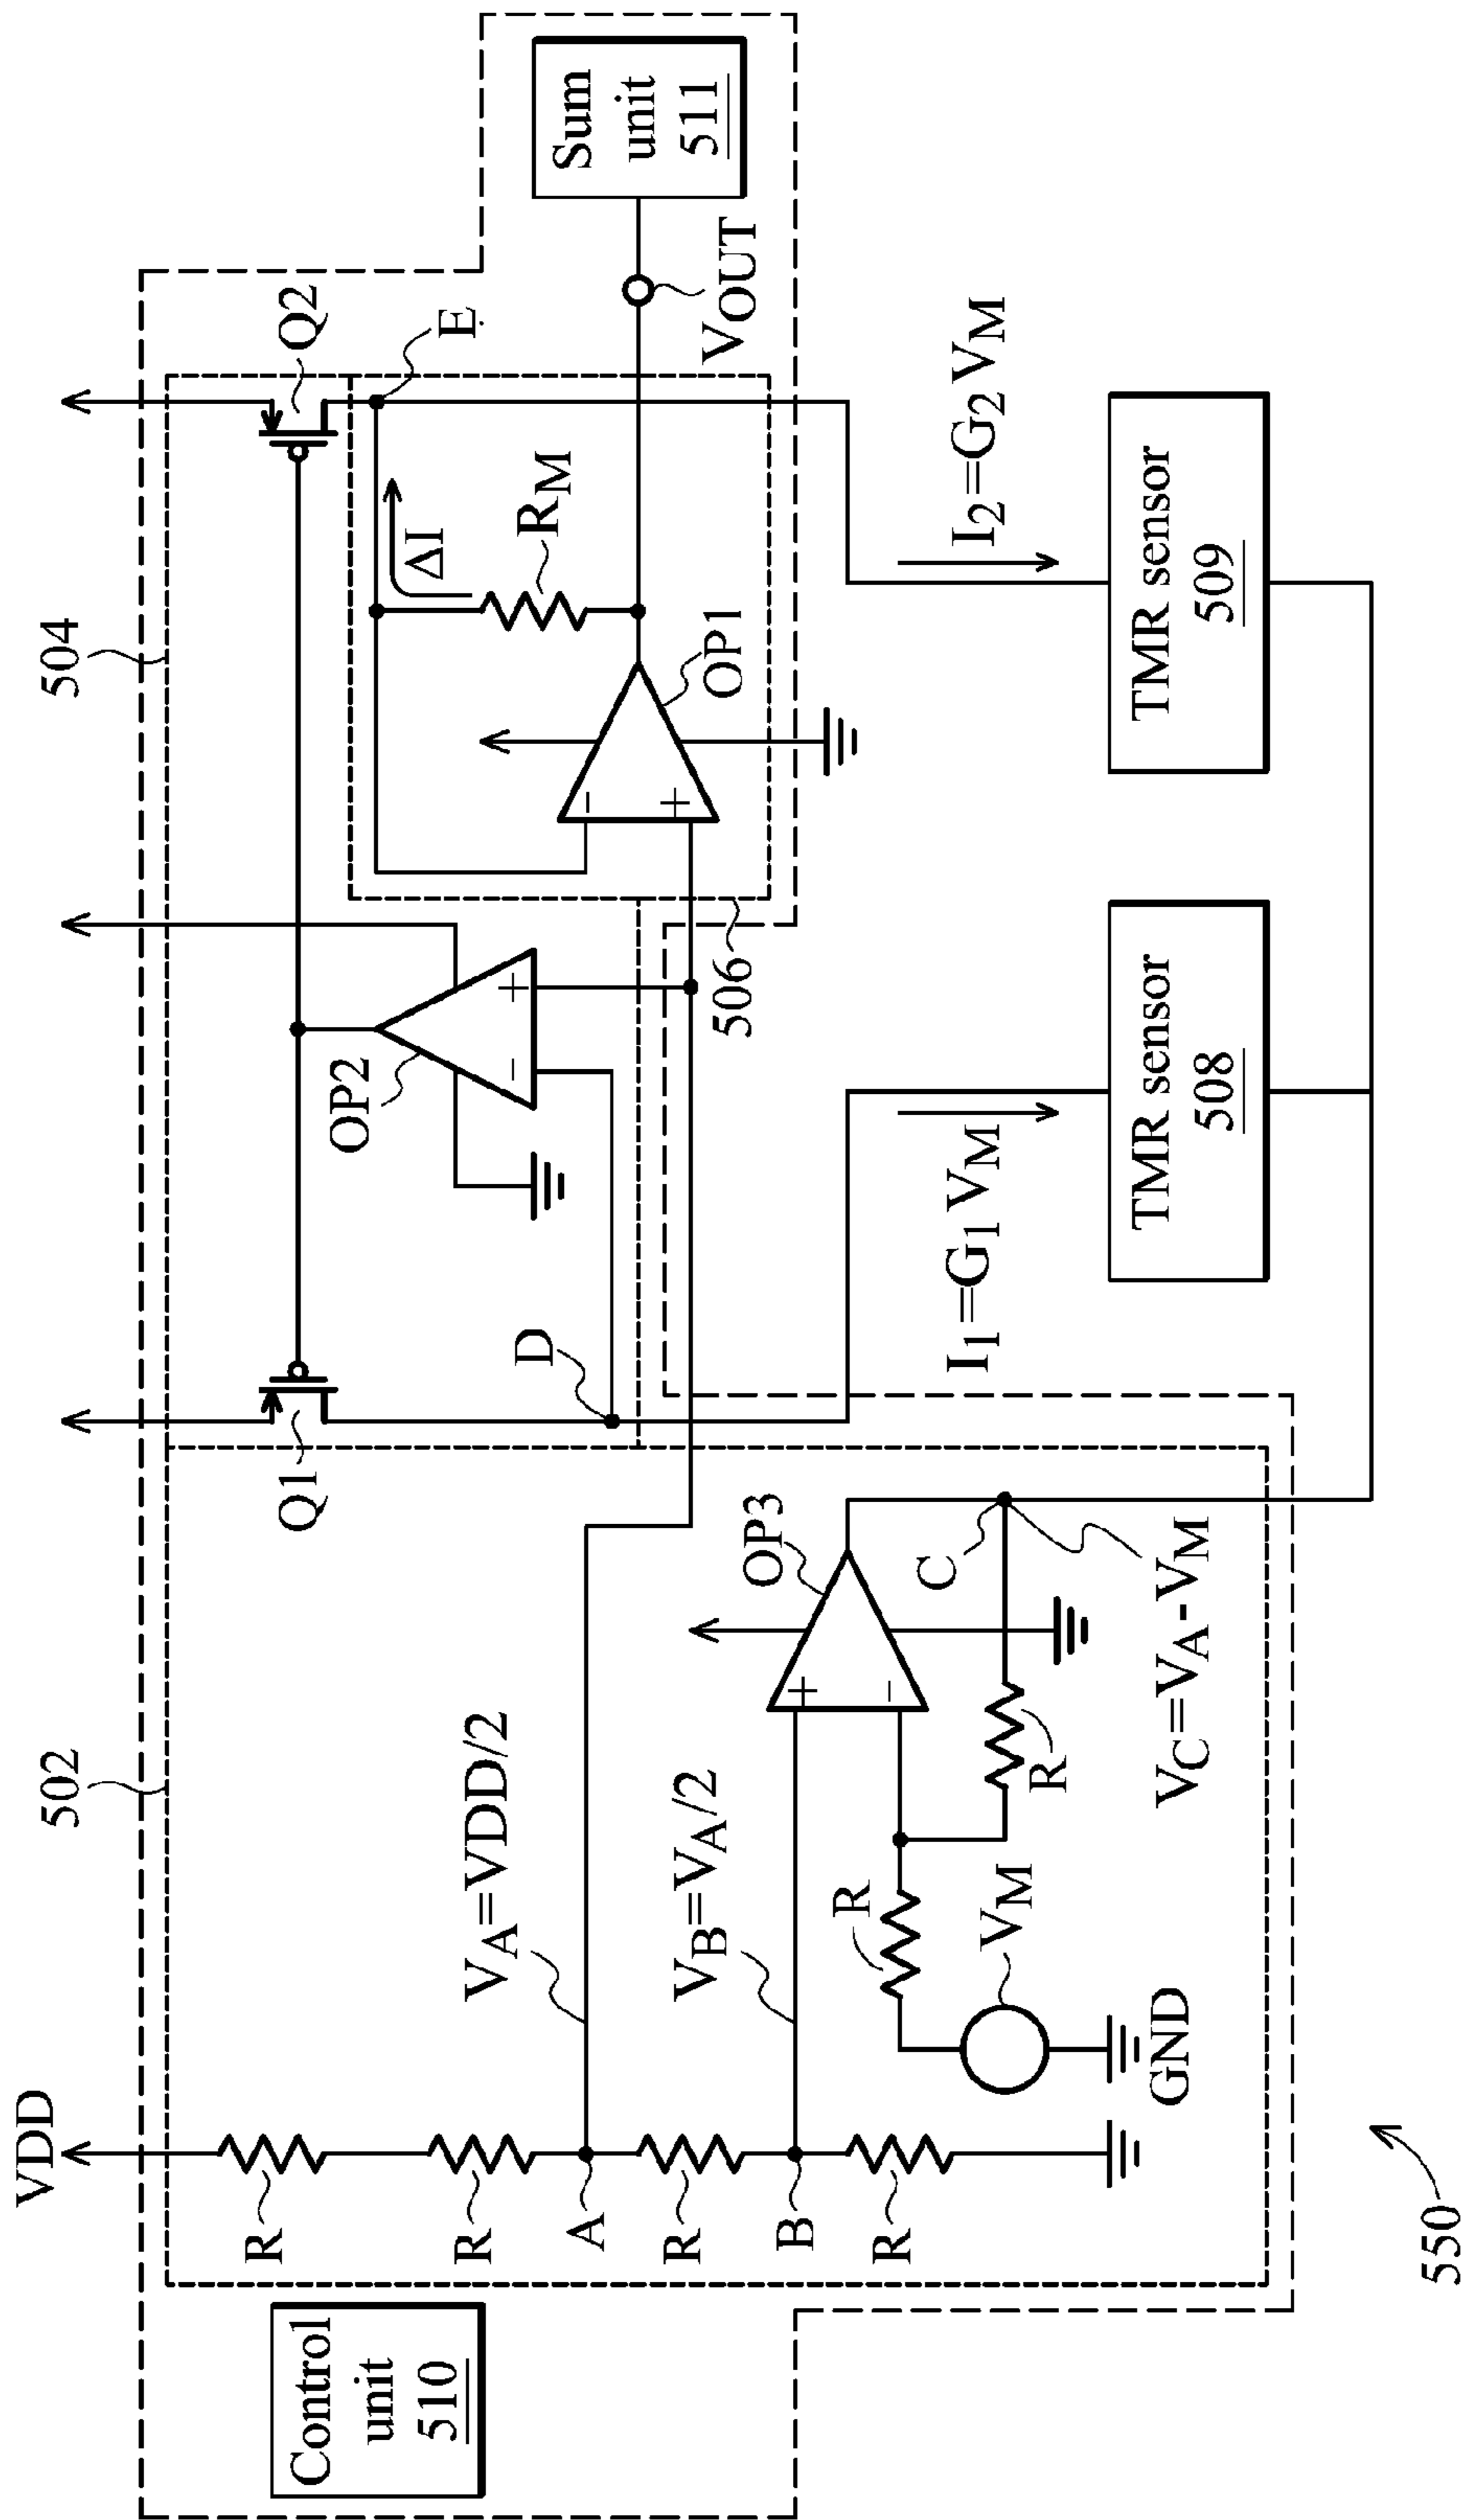 Control
unit
510
VDD
R
R
A
R
B
R
502
VA=VDD/2
VB=VA/2
R
VM
GND
R
OP3
C
VC=VA-VM
Q1
D
OP2
504
506
OP1
ΔI
RM
Q2
E
VOUT
Sum
unit
511
I1=G1 VM
I2=G2 VM
TMR sensor
508
TMR sensor
509
550
-
+
-
+
+
-